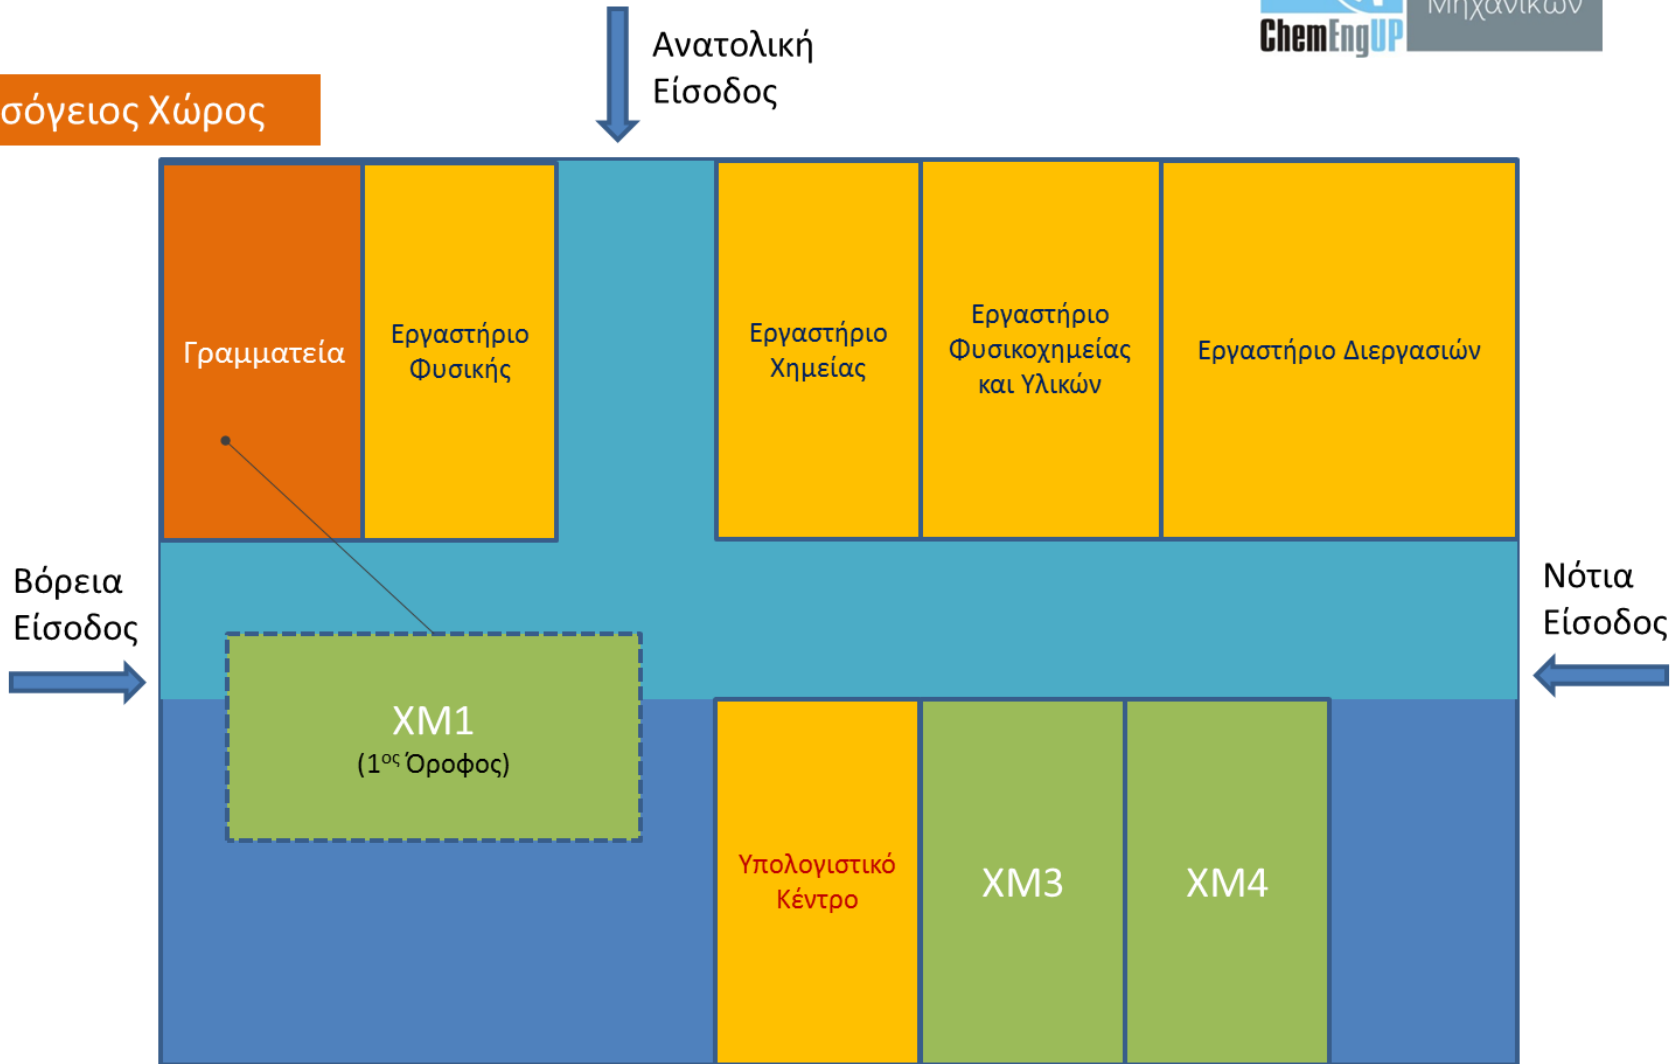 Μηχανικών
ChemEngUP
Ανατολική
Είσοδος
σόγειος Χώρος
Γραμματεία
Εργαστήριο
Φυσικής
Εργαστήριο
Χημείας
Εργαστήριο
Φυσικοχημείας
και Υλικών
Εργαστήριο Διεργασιών
Βόρεια
Είσοδος
Νότια
Είσοδος
ΧΜ1
(1ος Όροφος)
Υπολογιστικό
Κέντρο
ΧΜ3
ΧΜ4